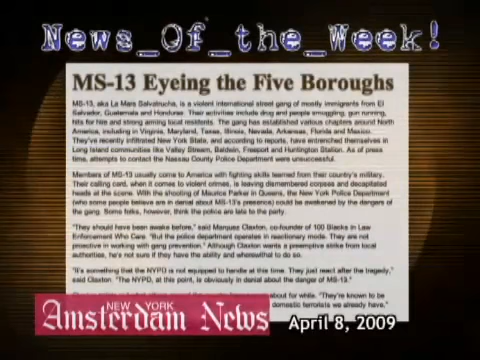 News_Of_the_Week!
MS-13 Eyeing the Five Boroughs
MS-13, aka La Mara Salvatrucha, is a violent international street gang of mostly immigrants from El
Salvador, Guatemala and Honduras. Their activities include drug and people smuggling, gun running,
hits for hire and strong arming local residents. The gang has established various chapters around North
America, including in Virginia, Maryland, Texas, Illinois, Nevada, Arkansas, Florida and Mexico.
They've recently infiltrated New York State, and according to reports, have entrenched themselves in
Long Island communities like Valley Stream, Baldwin, Freeport and Huntington Station. As of press
time, attempts to contact the Nassau County Police Department were unsuccessful.
Members of MS-13 usually come to America with fighting skills learned from their country's military.
Their calling card, when it comes to violent crimes, is leaving dismembered corpses and decapitated
heads at the scene. With the shooting of Maurice Parker in Queens, the New York Police Department
(who some people believe are in denial about MS-13's presence) could be awakened by the dangers of
the gang. Some folks, however, think the police are late to the party.
"They should have been awake before," said Marquez Claxton, co-founder of 100 Blacks in Law
Enforcement Who Care. "But the police department operates in reactionary mode. They are not
proactive in working with gang prevention." Although Claxton wants a preemptive strike from local
authorities, he's not sure if they have the ability and wherewithal to do so.
"It's something that the NYPD is not equipped to handle at this time. They just react after the tragedy,"
said Claxton. "The NYPD, at this point, is obviously in denial about the danger of MS-13."
about for while. "They're known to be
domestic terrorists we already have,"
NEW YORK
Amsterdam News
April 8, 2009